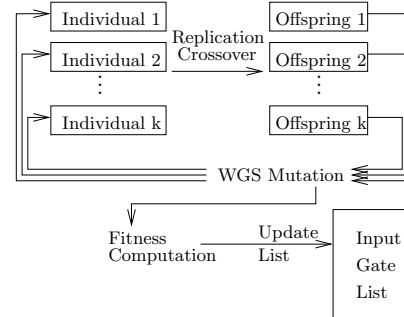 Individual 1
Offspring 1
Replication
Crossover
Individual 2
Offspring 2
Individual k
Offspring k
WGS Mutation
Fitness
Computation
Update
List
Input
Gate
List